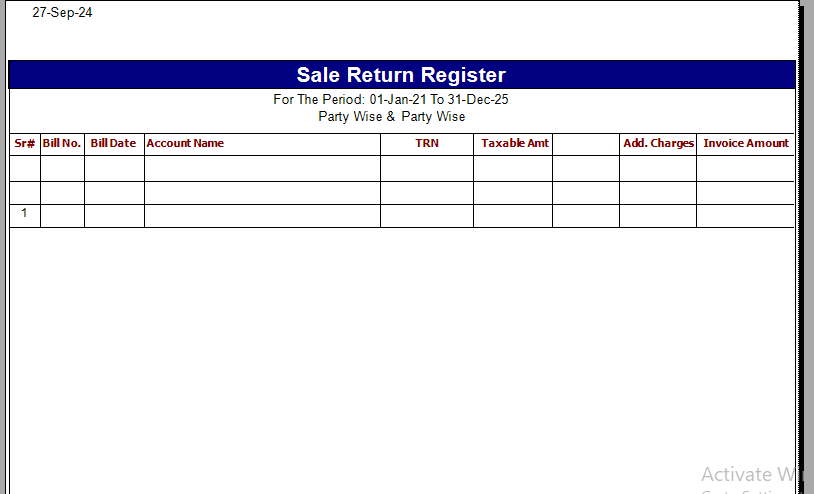 27-Sep-24
Sale Return Register
For The Period: 01-Jan-21 To 31-Dec-25
Party Wise & Party Wise
Sr# Bill No. Bill Date Account Name TRN Taxable Amt Add. Charges Invoice Amount
1
Activate